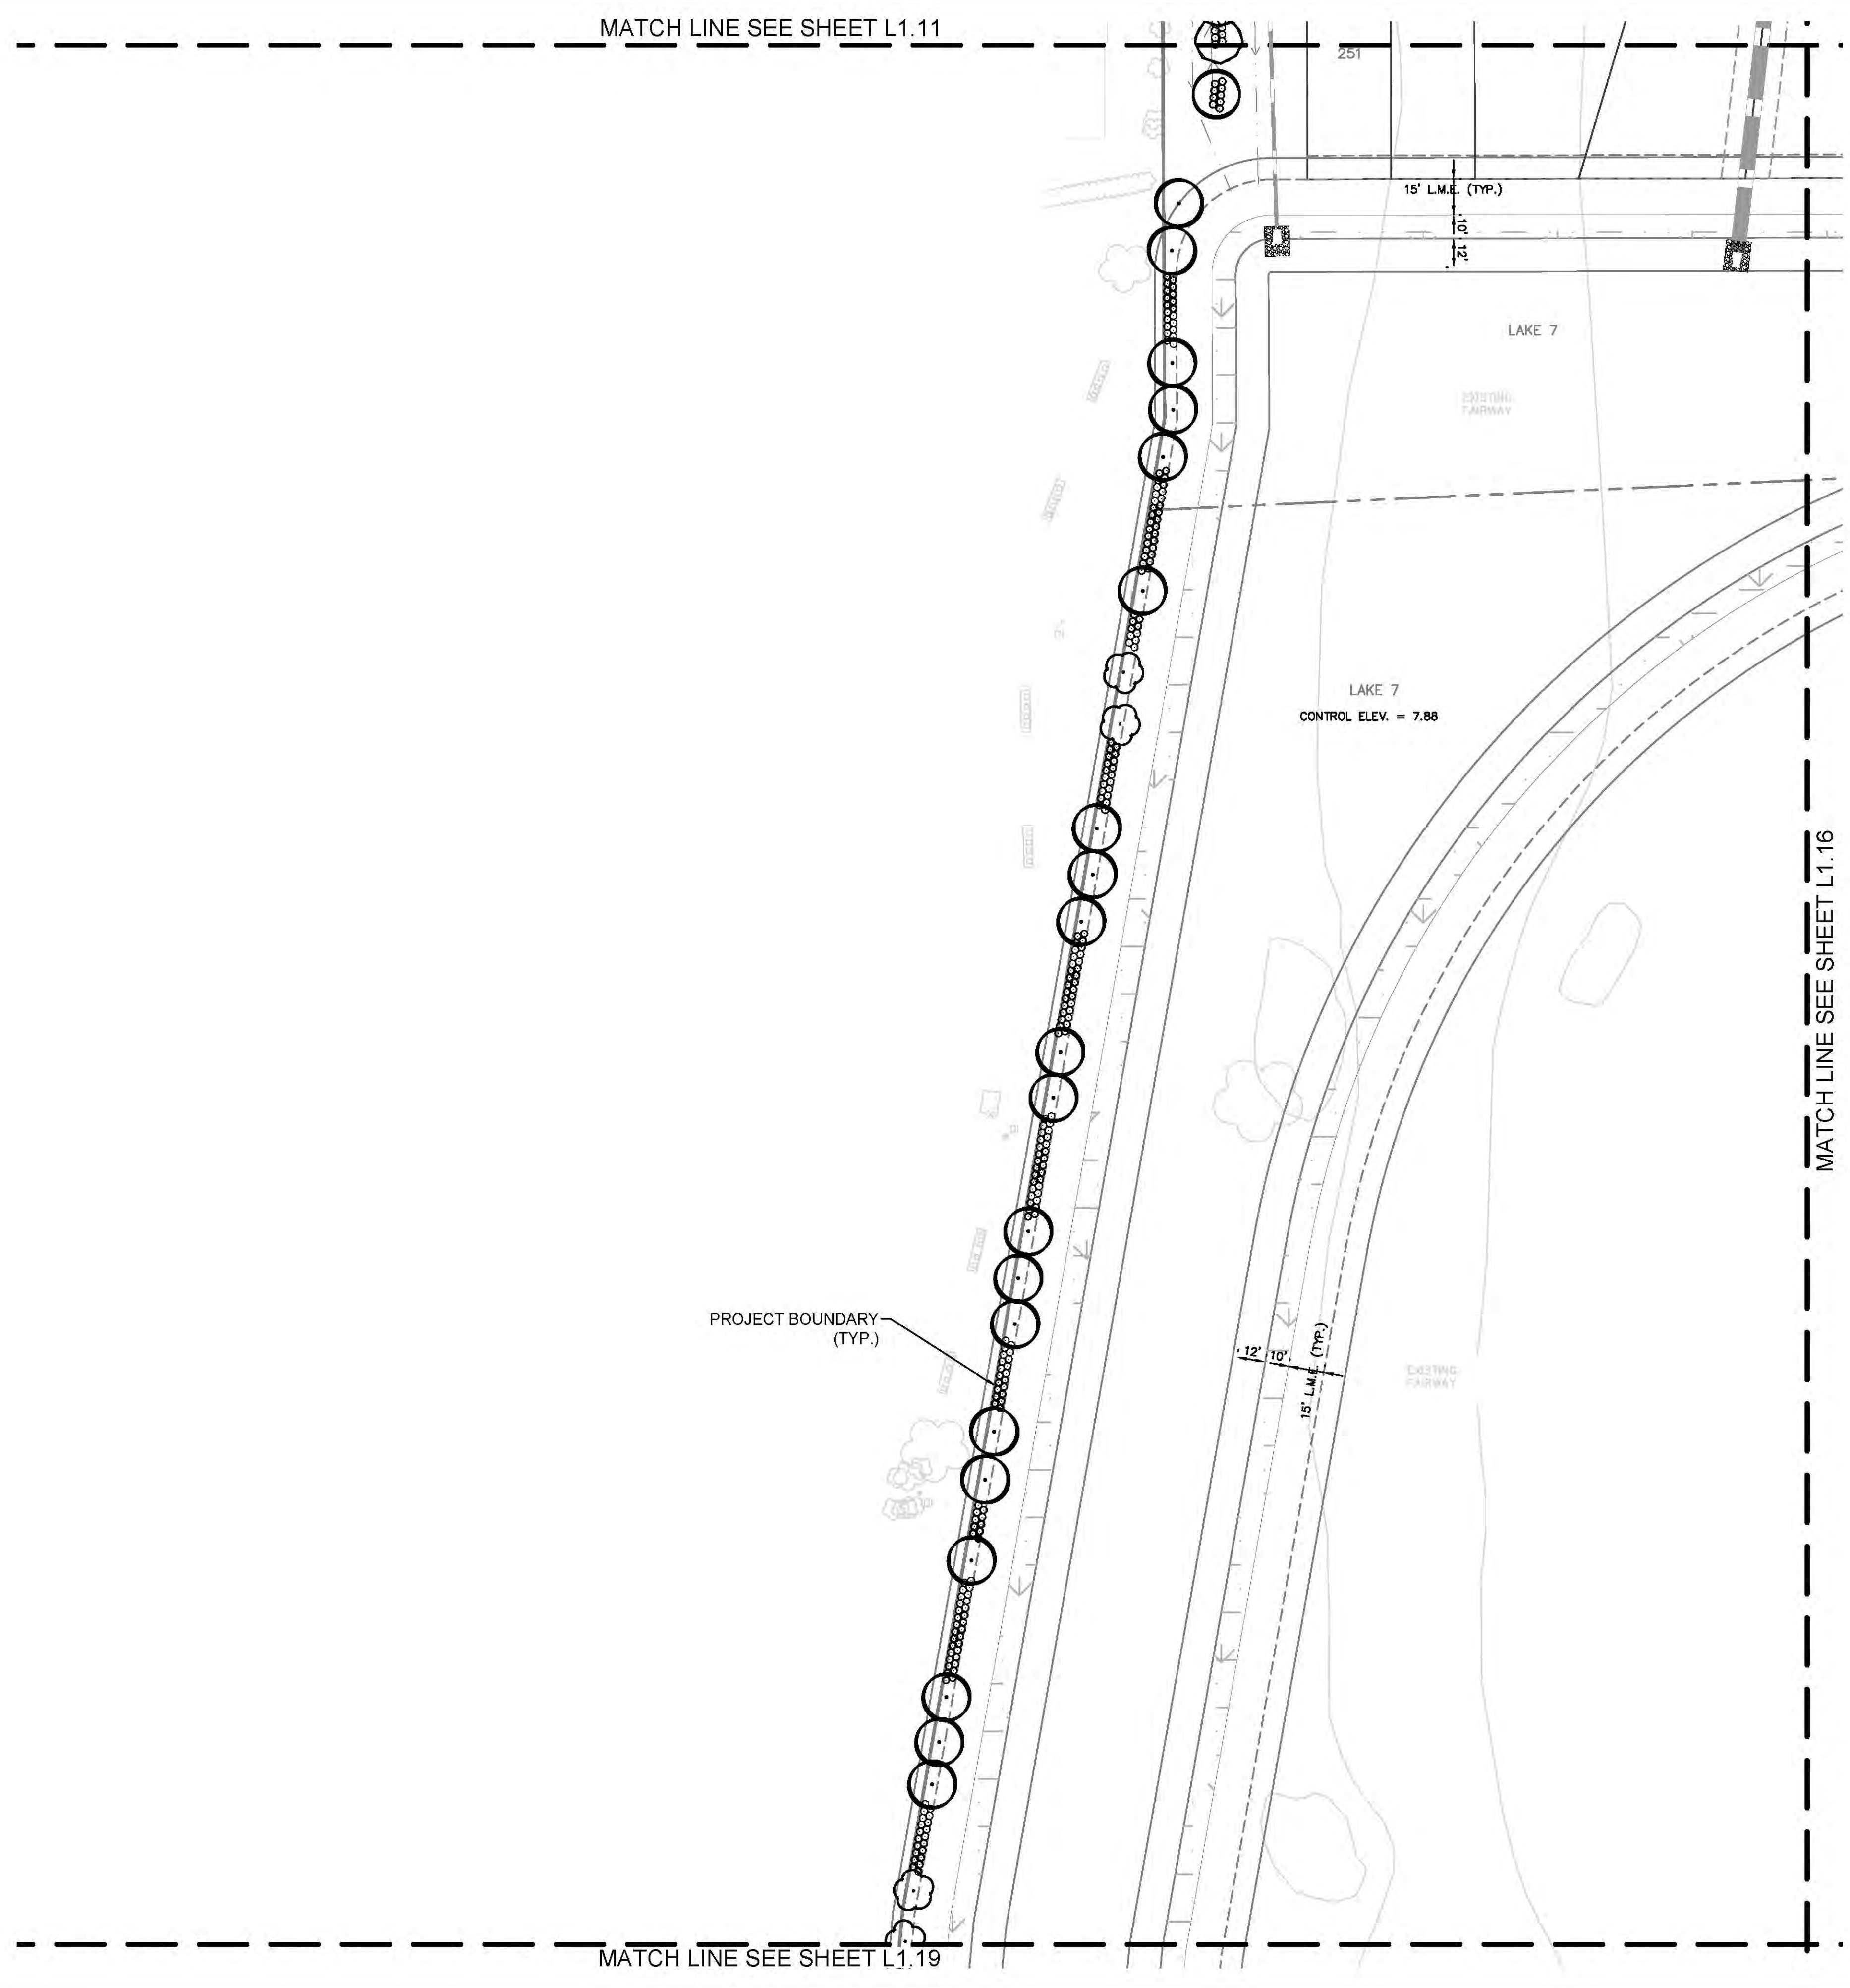 MATCH LINE SEE SHEET L1.11
251
15' L.M.E. (TYP.)
10'
12'
LAKE 7
EXISTING
FAIRWAY
LAKE 7
CONTROL ELEV. = 7.88
MATCH LINE SEE SHEET L1.16
PROJECT BOUNDARY
(TYP.)
12'
10'
15' L.M.E. (TYP.)
EXISTING
FAIRWAY
MATCH LINE SEE SHEET L1.19